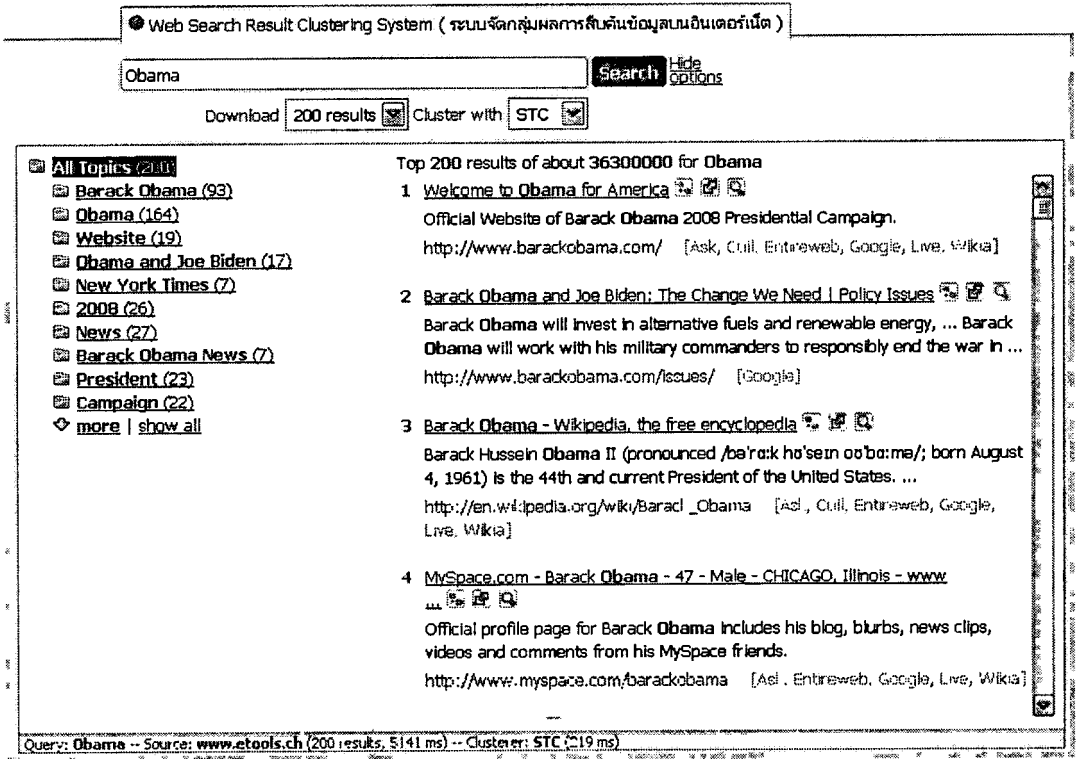 Web Search Result Clustering System ( ระบบจัดกลุ่มผลการสืบค้นข้อมูลบนอินเตอร์เน็ต )
Obama
Search
Hide options
Download 200 results Cluster with STC
All Topics (200)
Barack Obama (93)
Obama (164)
Website (19)
Obama and Joe Biden (17)
New York Times (7)
2008 (26)
News (27)
Barack Obama News (7)
President (23)
Campaign (22)
more | show all
Top 200 results of about 36300000 for Obama
1 Welcome to Obama for America
Official Website of Barack Obama 2008 Presidential Campaign.
http://www.barackobama.com/ [Ask, Cuil, Entireweb, Google, Live, Wikia]
2 Barack Obama and Joe Biden: The Change We Need | Policy Issues
Barack Obama will invest in alternative fuels and renewable energy, ... Barack
Obama will work with his military commanders to responsibly end the war in ...
http://www.barackobama.com/issues/ [Google]
3 Barack Obama - Wikipedia, the free encyclopedia
Barack Hussein Obama II (pronounced /bəˈrɑːk hʊˈseɪn oʊˈbɑːmə/; born August
4, 1961) is the 44th and current President of the United States. ...
http://en.wikipedia.org/wiki/Barack_Obama [Ask, Cuil, Entireweb, Google,
Live, Wikia]
4 MySpace.com - Barack Obama - 47 - Male - CHICAGO, Illinois - www
...
Official profile page for Barack Obama includes his blog, blurbs, news clips,
videos and comments from his MySpace friends.
http://www.myspace.com/barackobama [Ask, Entireweb, Google, Live, Wikia]
Query: Obama -- Source: www.etools.ch (200 results, 5141 ms) -- Clusterer: STC (219 ms)